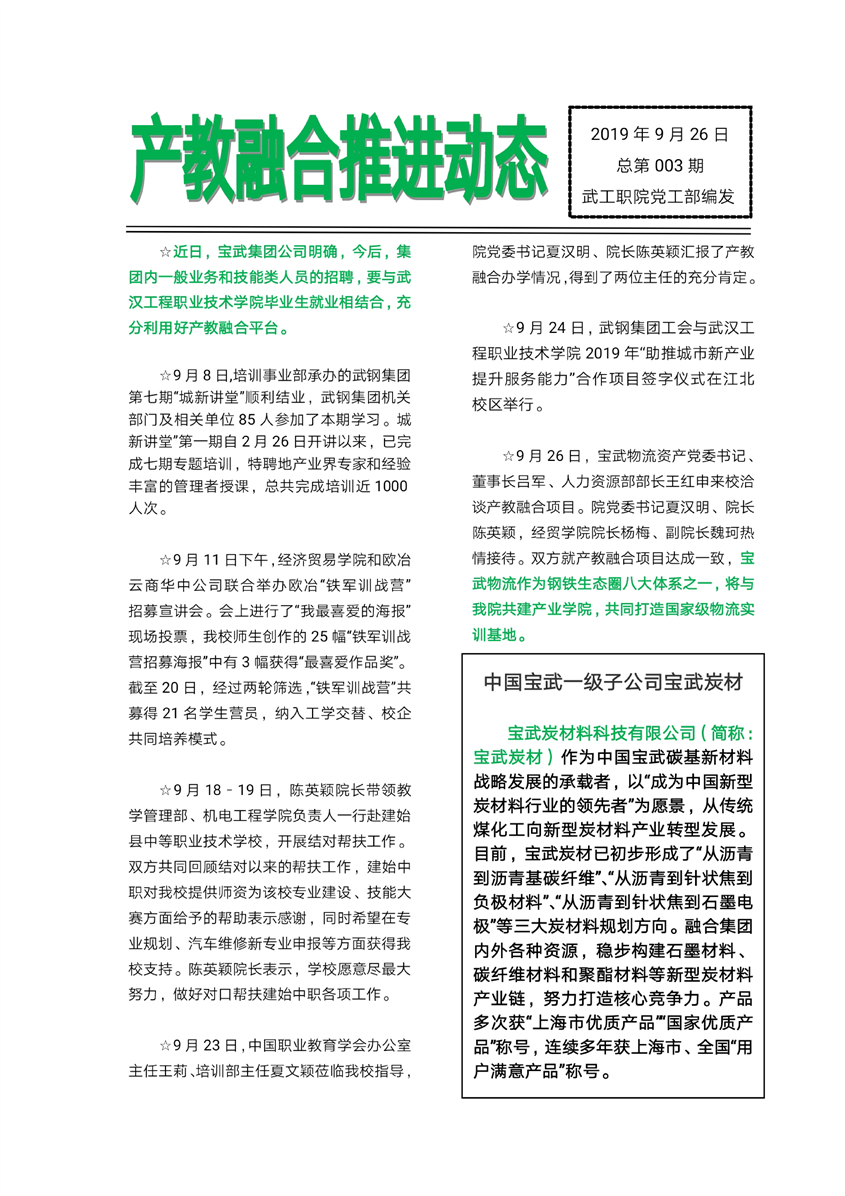 产教融合推进动态
2019 年 9 月 26 日
总第 003 期
武工职院党工部编发
☆近日，宝武集团公司明确，今后，集
团内一般业务和技能类人员的招聘，要与武
汉工程职业技术学院毕业生就业相结合，充
分利用好产教融合平台。
☆9 月 8 日,培训事业部承办的武钢集团
第七期“城新讲堂”顺利结业，武钢集团机关
部门及相关单位 85 人参加了本期学习。城
新讲堂”第一期自 2 月 26 日开讲以来，已完
成七期专题培训，特聘地产业界专家和经验
丰富的管理者授课，总共完成培训近 1000
人次。
☆9 月 11 日下午，经济贸易学院和欧冶
云商华中公司联合举办欧冶“铁军训战营”
招募宣讲会。会上进行了“我最喜爱的海报”
现场投票，我校师生创作的 25 幅“铁军训战
营招募海报”中有 3 幅获得“最喜爱作品奖”。
截至 20 日，经过两轮筛选，“铁军训战营”共
募得 21 名学生营员，纳入工学交替、校企
共同培养模式。
☆9 月 18﹣19 日，陈英颖院长带领教
学管理部、机电工程学院负责人一行赴建始
县中等职业技术学校，开展结对帮扶工作。
双方共同回顾结对以来的帮扶工作，建始中
职对我校提供师资为该校专业建设、技能大
赛方面给予的帮助表示感谢，同时希望在专
业规划、汽车维修新专业申报等方面获得我
校支持。陈英颖院长表示，学校愿意尽最大
努力，做好对口帮扶建始中职各项工作。
☆9 月 23 日，中国职业教育学会办公室
主任王莉、培训部主任夏文颖莅临我校指导，
院党委书记夏汉明、院长陈英颖汇报了产教
融合办学情况，得到了两位主任的充分肯定。
☆9 月 24 日，武钢集团工会与武汉工
程职业技术学院 2019 年“助推城市新产业
提升服务能力”合作项目签字仪式在江北
校区举行。
☆9 月 26 日，宝武物流资产党委书记、
董事长吕军、人力资源部部长王红申来校洽
谈产教融合项目。院党委书记夏汉明、院长
陈英颖，经贸学院院长杨梅、副院长魏珂热
情接待。双方就产教融合项目达成一致，宝
武物流作为钢铁生态圈八大体系之一，将与
我院共建产业学院，共同打造国家级物流实
训基地。
中国宝武一级子公司宝武炭材
宝武炭材料科技有限公司（简称：
宝武炭材）作为中国宝武碳基新材料
战略发展的承载者，以“成为中国新型
炭材料行业的领先者”为愿景，从传统
煤化工向新型炭材料产业转型发展。
目前，宝武炭材已初步形成了“从沥青
到沥青基碳纤维”、“从沥青到针状焦到
负极材料”、“从沥青到针状焦到石墨电
极”等三大炭材料规划方向。融合集团
内外各种资源，稳步构建石墨材料、
碳纤维材料和聚酯材料等新型炭材料
产业链，努力打造核心竞争力。产品
多次获“上海市优质产品”“国家优质产
品”称号，连续多年获上海市、全国“用
户满意产品”称号。